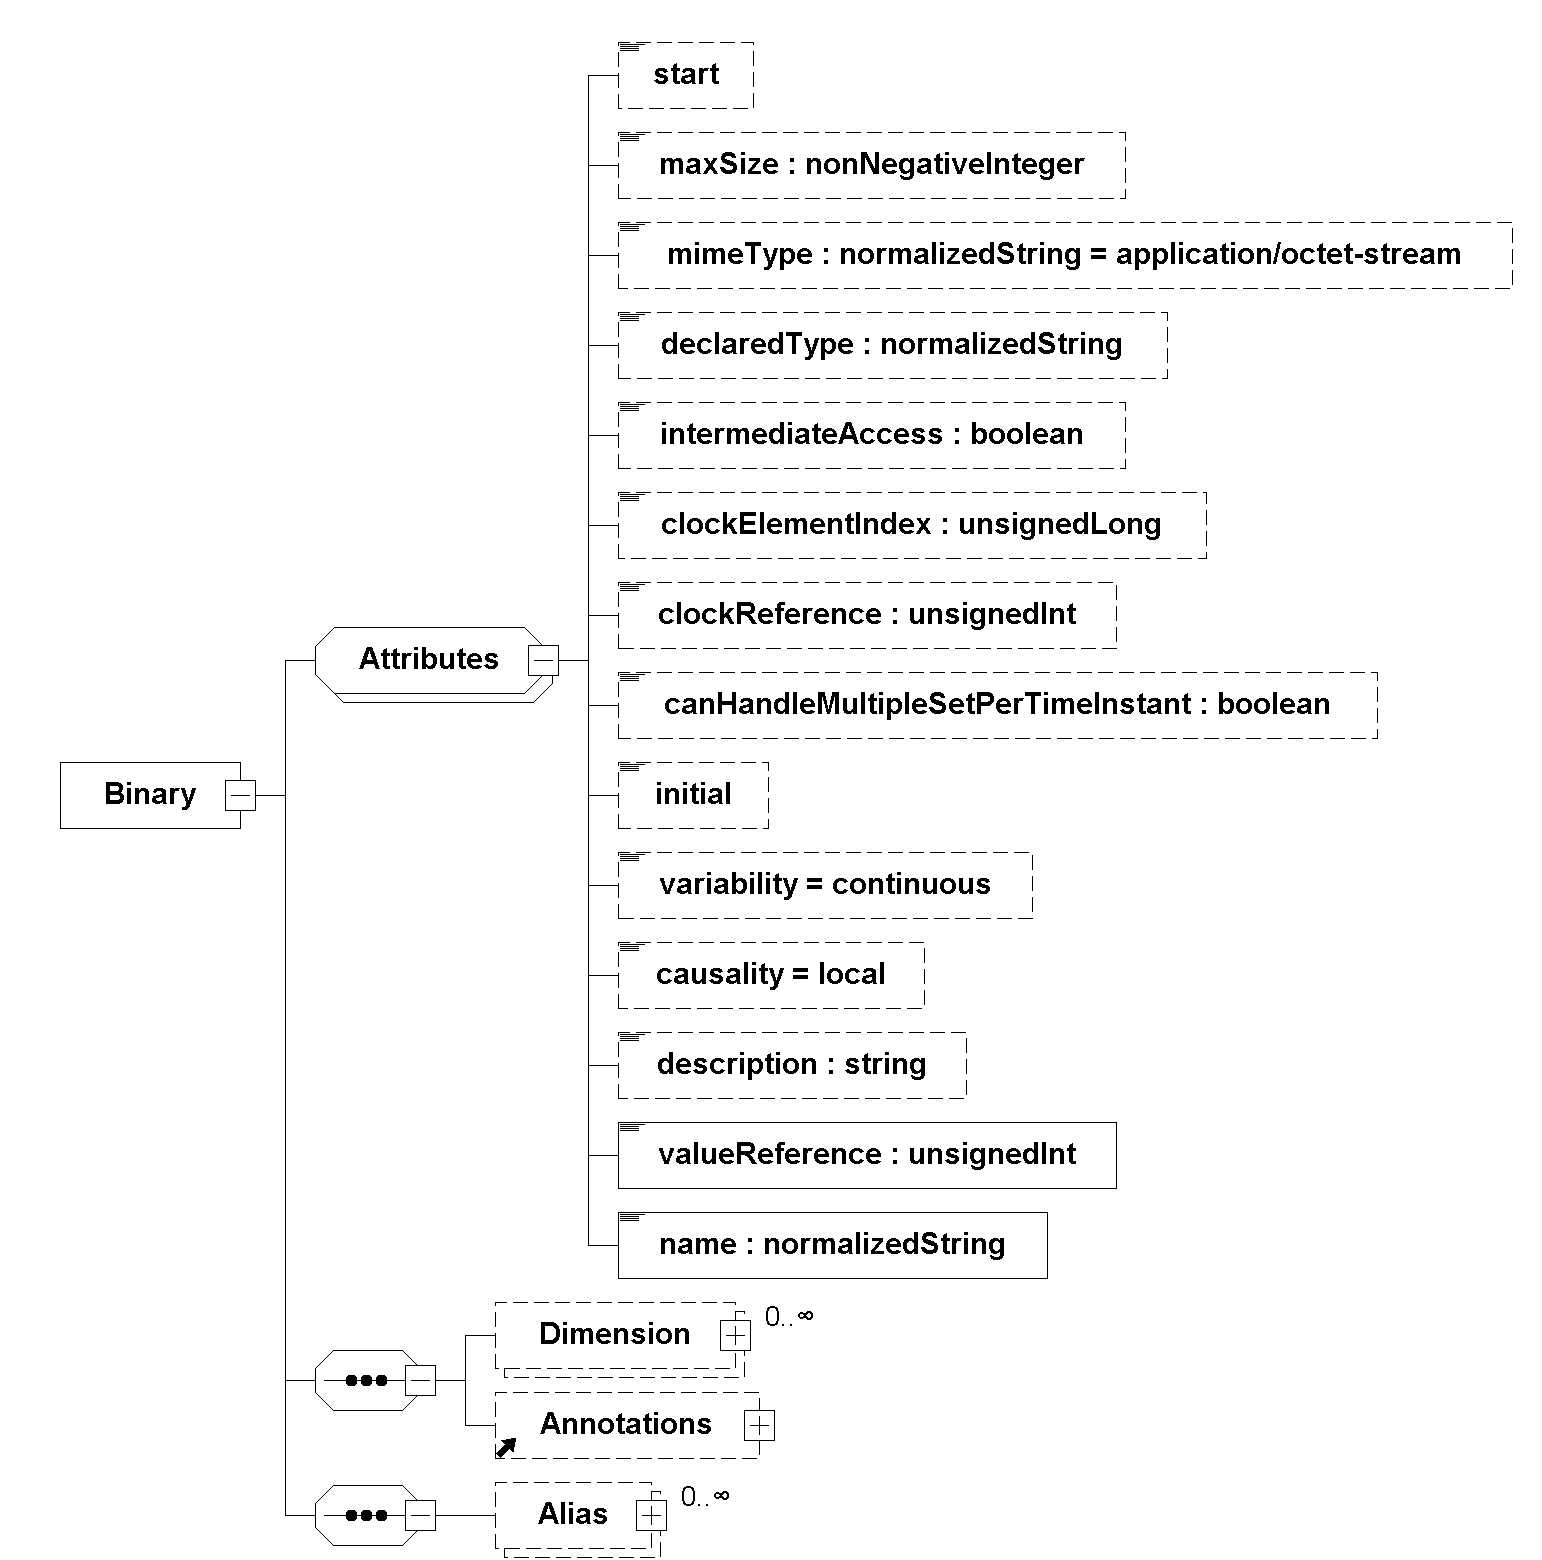 start
maxSize : nonNegativeInteger
mimeType : normalizedString = application/octet-stream
declaredType : normalizedString
intermediateAccess : boolean
clockElementIndex : unsignedLong
clockReference : unsignedInt
Attributes
canHandleMultipleSetPerTimeInstant : boolean
Binary
initial
variability = continuous
causality = local
description : string
valueReference : unsignedInt
name : normalizedString
Dimension
0..∞
Annotations
Alias
0..∞